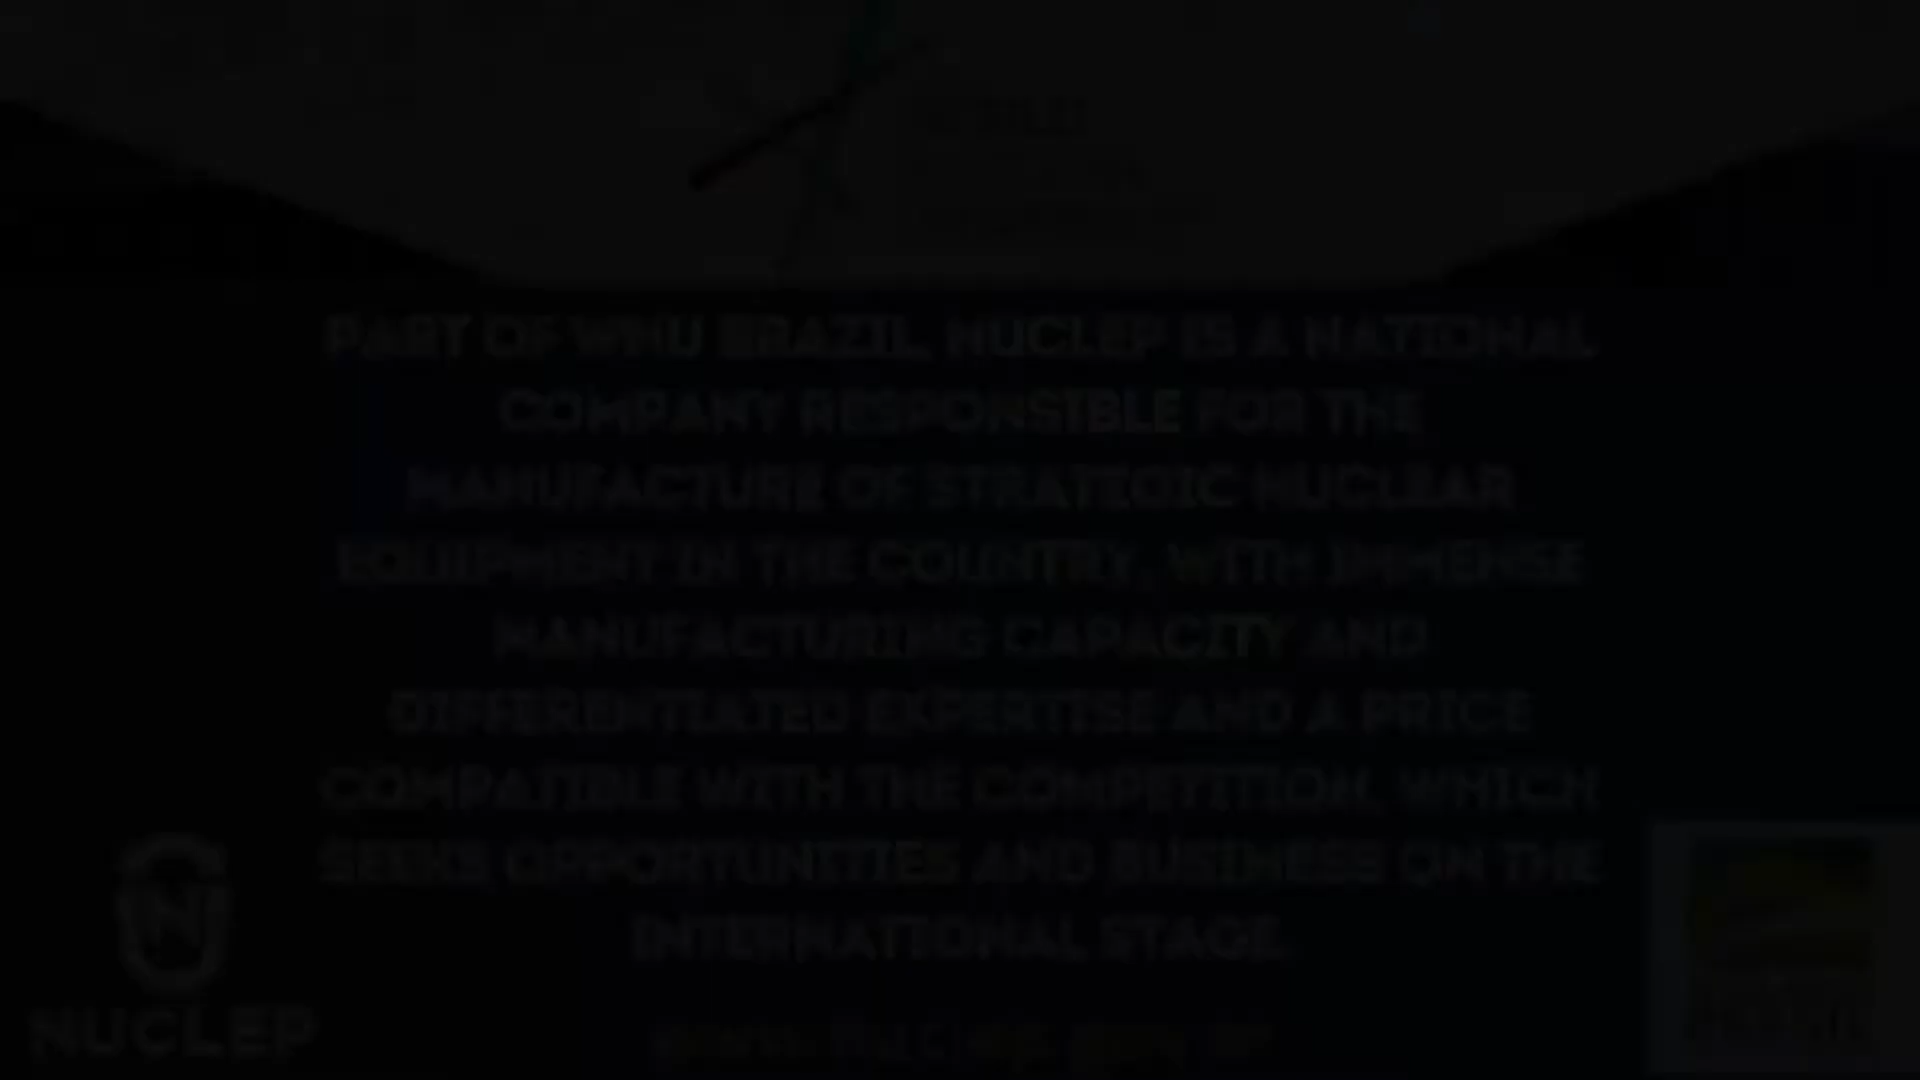 PART OF WNU BRAZIL, NUCLEP IS A NATIONAL
COMPANY RESPONSIBLE FOR THE
MANUFACTURE OF STRATEGIC NUCLEAR
EQUIPMENT IN THE COUNTRY, WITH IMMENSE
MANUFACTURING CAPACITY AND
DIFFERENTIATED EXPERTISE AND A PRICE
COMPATIBLE WITH THE COMPETITION, WHICH
SEEKS OPPORTUNITIES AND BUSINESS ON THE
INTERNATIONAL STAGE.
NUCLEP